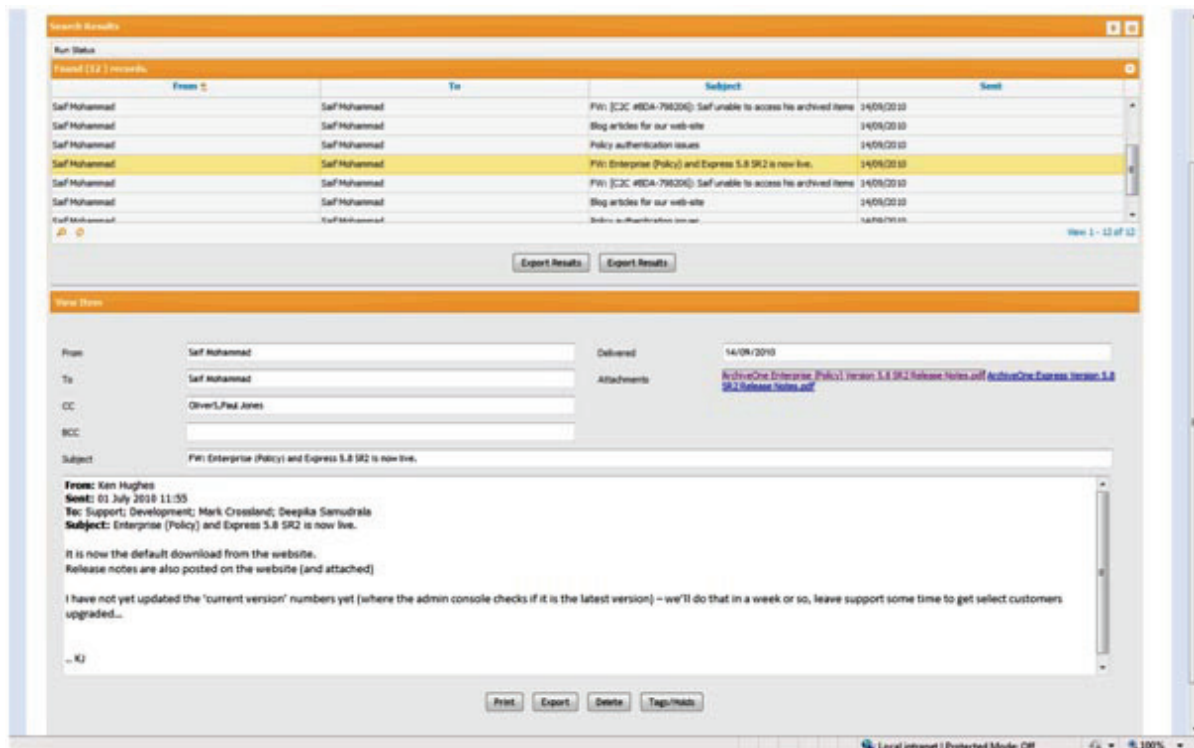 Search Results
Run Status
Found (12 ) records.
From To Subject Sent
Saif Mohammad Saif Mohammad FW: [C2C #BDA-798206]: Saif unable to access his archived items 14/09/2010
Saif Mohammad Saif Mohammad Blog articles for our web-site 14/09/2010
Saif Mohammad Saif Mohammad Policy authentication issues 14/09/2010
Saif Mohammad Saif Mohammad FW: Enterprise (Policy) and Express 5.8 SR2 is now live. 14/09/2010
Saif Mohammad Saif Mohammad FW: [C2C #BDA-798206]: Saif unable to access his archived items 14/09/2010
Saif Mohammad Saif Mohammad Blog articles for our web-site 14/09/2010
Saif Mohammad Saif Mohammad Policy authentication issues 14/09/2010
View 1 - 12 of 12
Export Results Export Results
View Item
From Saif Mohammad Delivered 14/09/2010
To Saif Mohammad Attachments ArchiveOne Enterprise (Policy) Version 5.8 SR2 Release Notes.pdf ArchiveOne Express Version 5.8
SR2 Release Notes.pdf
CC OliverS,Paul Jones
BCC
Subject FW: Enterprise (Policy) and Express 5.8 SR2 is now live.
From: Ken Hughes
Sent: 01 July 2010 11:55
To: Support; Development; Mark Crossland; Deepika Samudrala
Subject: Enterprise (Policy) and Express 5.8 SR2 is now live.
It is now the default download from the website.
Release notes are also posted on the website (and attached)
I have not yet updated the 'current version' numbers yet (where the admin console checks if it is the latest version) – we'll do that in a week or so, leave support some time to get select customers
upgraded...
.. KJ
Print Export Delete Tags/Holds
Local intranet | Protected Mode: Off 100%